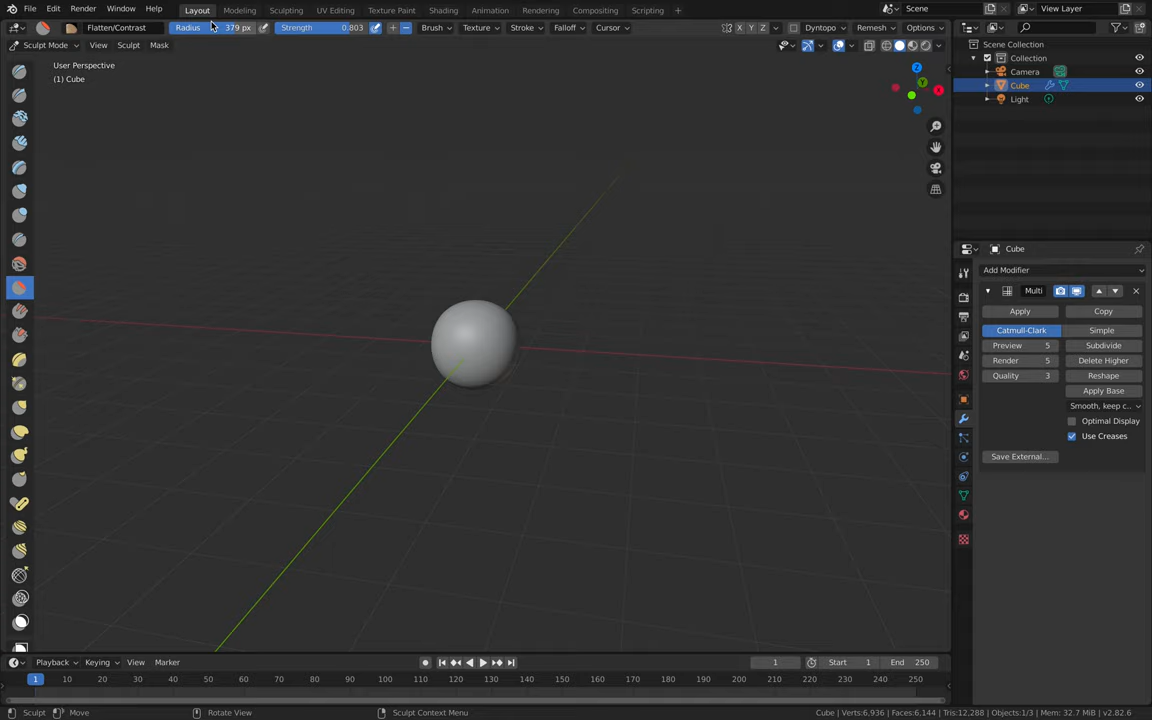 File Edit Render Window Help Layout Modeling Sculpting UV Editing Texture Paint Shading Animation Rendering Compositing Scripting + Scene View Layer
Flatten/Contrast Radius 379 px Strength 0.803 Brush Texture Stroke Falloff Cursor X Y Z Dyntopo Remesh Options
Sculpt Mode View Sculpt Mask
Scene Collection
Collection
Camera
Cube
Light
User Perspective
(1) Cube
Z
Y
X
Cube
Add Modifier
Multi
Apply Copy
Catmull-Clark Simple
Preview 5 Subdivide
Render 5 Delete Higher
Quality 3 Reshape
Apply Base
Smooth, keep c...
Optimal Display
Use Creases
Save External...
Playback Keying View Marker 1 Start 1 End 250
1 10 20 30 40 50 60 70 80 90 100 110 120 130 140 150 160 170 180 190 200 210 220 230 240 250
Sculpt Move Rotate View Sculpt Context Menu Cube | Verts:6,936 | Faces:6,144 | Tris:12,288 | Objects:1/3 | Mem: 32.7 MiB | v2.82.6